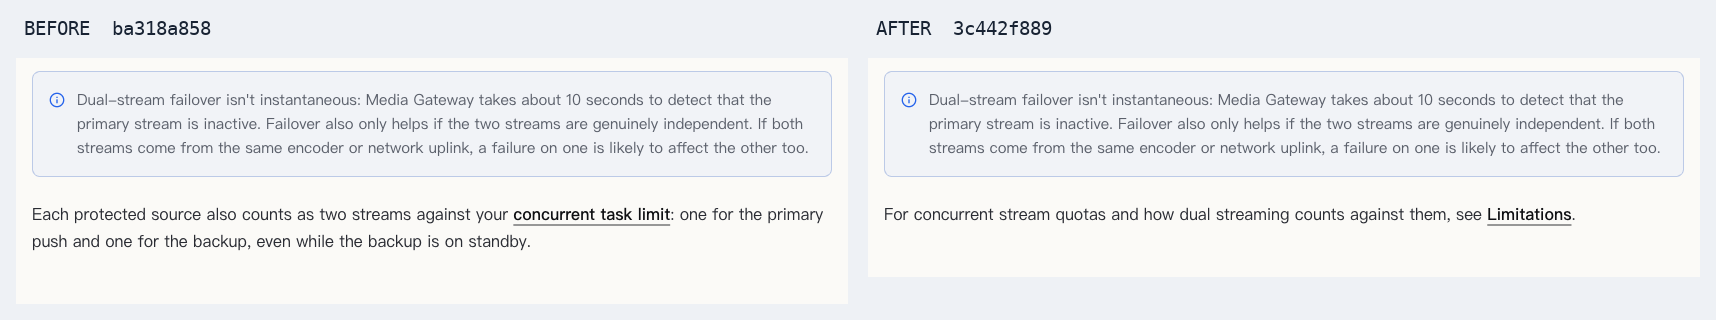 BEFORE ba318a858
Dual-stream failover isn't instantaneous: Media Gateway takes about 10 seconds to detect that the
primary stream is inactive. Failover also only helps if the two streams are genuinely independent. If both
streams come from the same encoder or network uplink, a failure on one is likely to affect the other too.
Each protected source also counts as two streams against your concurrent task limit: one for the primary
push and one for the backup, even while the backup is on standby.
AFTER 3c442f889
Dual-stream failover isn't instantaneous: Media Gateway takes about 10 seconds to detect that the
primary stream is inactive. Failover also only helps if the two streams are genuinely independent. If both
streams come from the same encoder or network uplink, a failure on one is likely to affect the other too.
For concurrent stream quotas and how dual streaming counts against them, see Limitations.